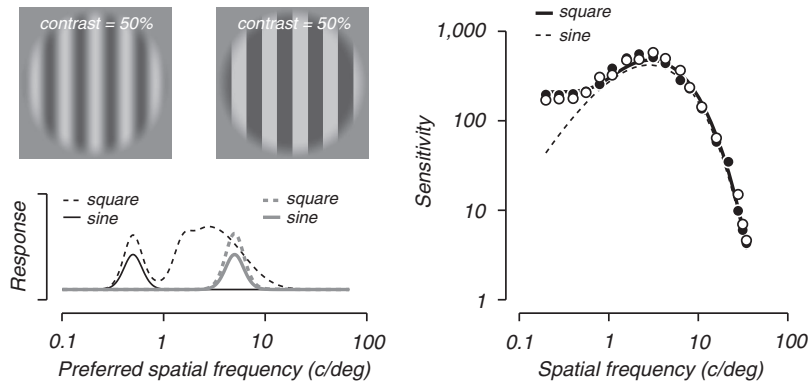 contrast = 50%
contrast = 50%
square
sine
square
sine
Response
0.1 1 10 100
Preferred spatial frequency (c/deg)
square
sine
1,000
100
10
1
Sensitivity
0.1 1 10 100
Spatial frequency (c/deg)